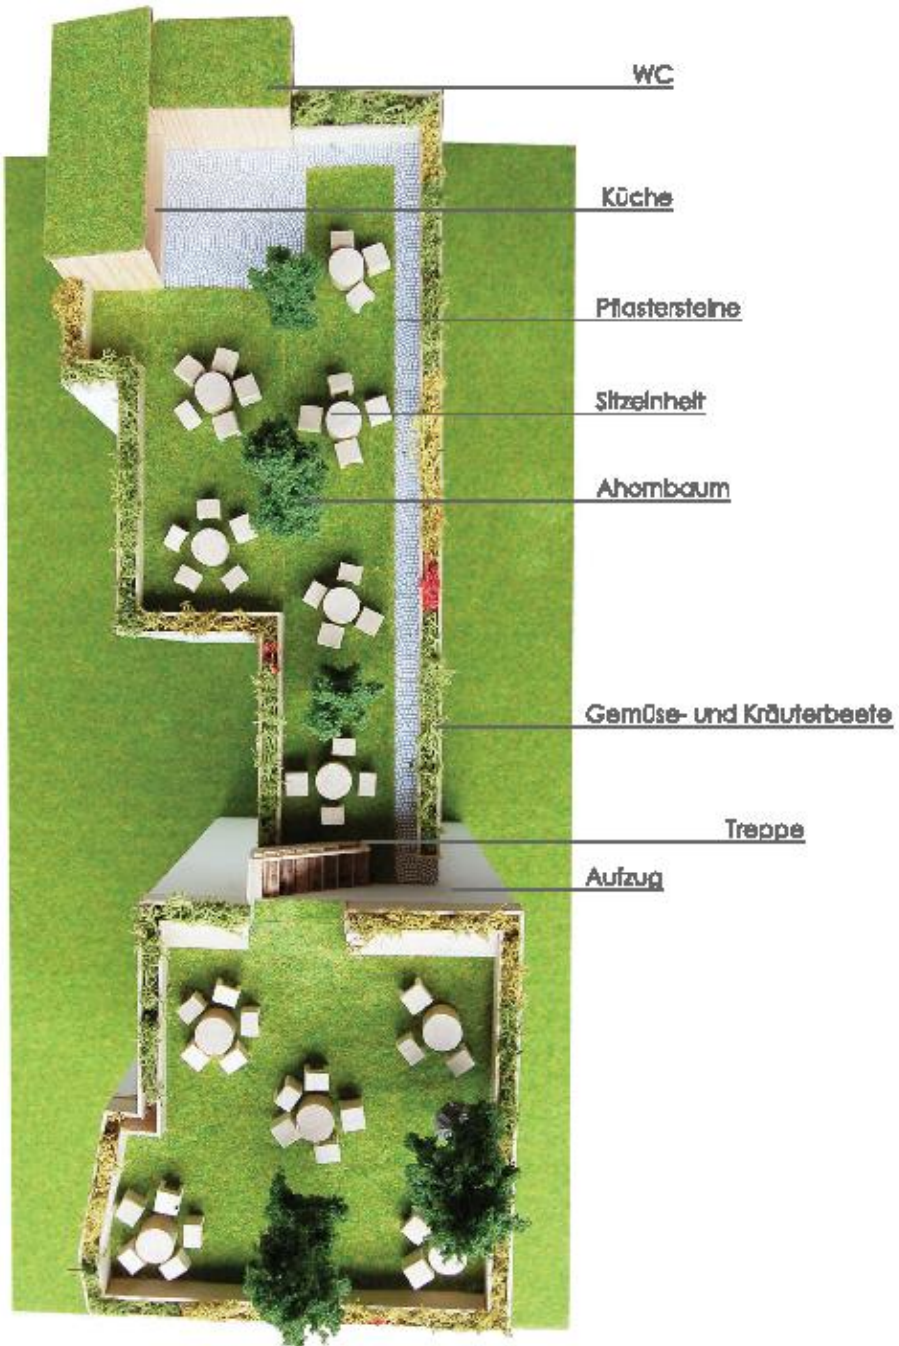 WC
Küche
Pflastersteine
Sitzeinheit
Ahornbaum
Gemüse- und Kräuterbeete
Treppe
Aufzug